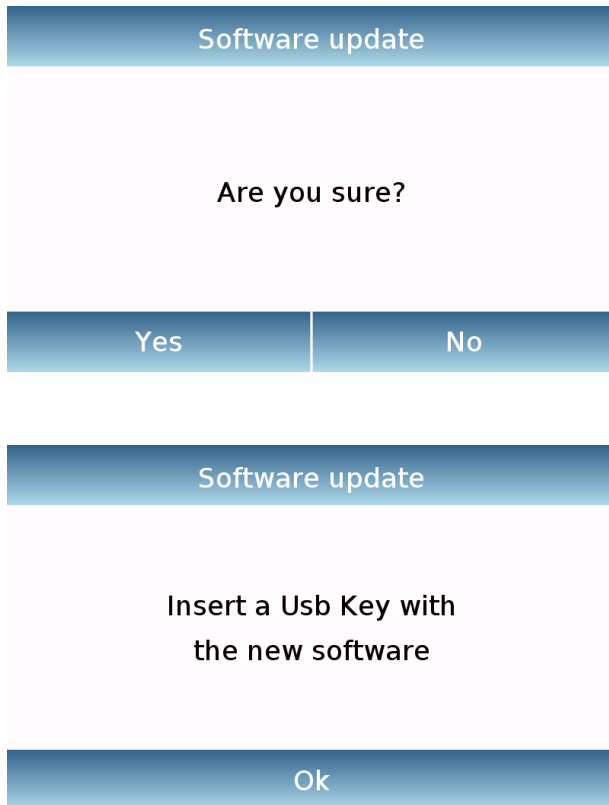 Software update
Are you sure?
Yes
No
Software update
Insert a Usb Key with
the new software
Ok